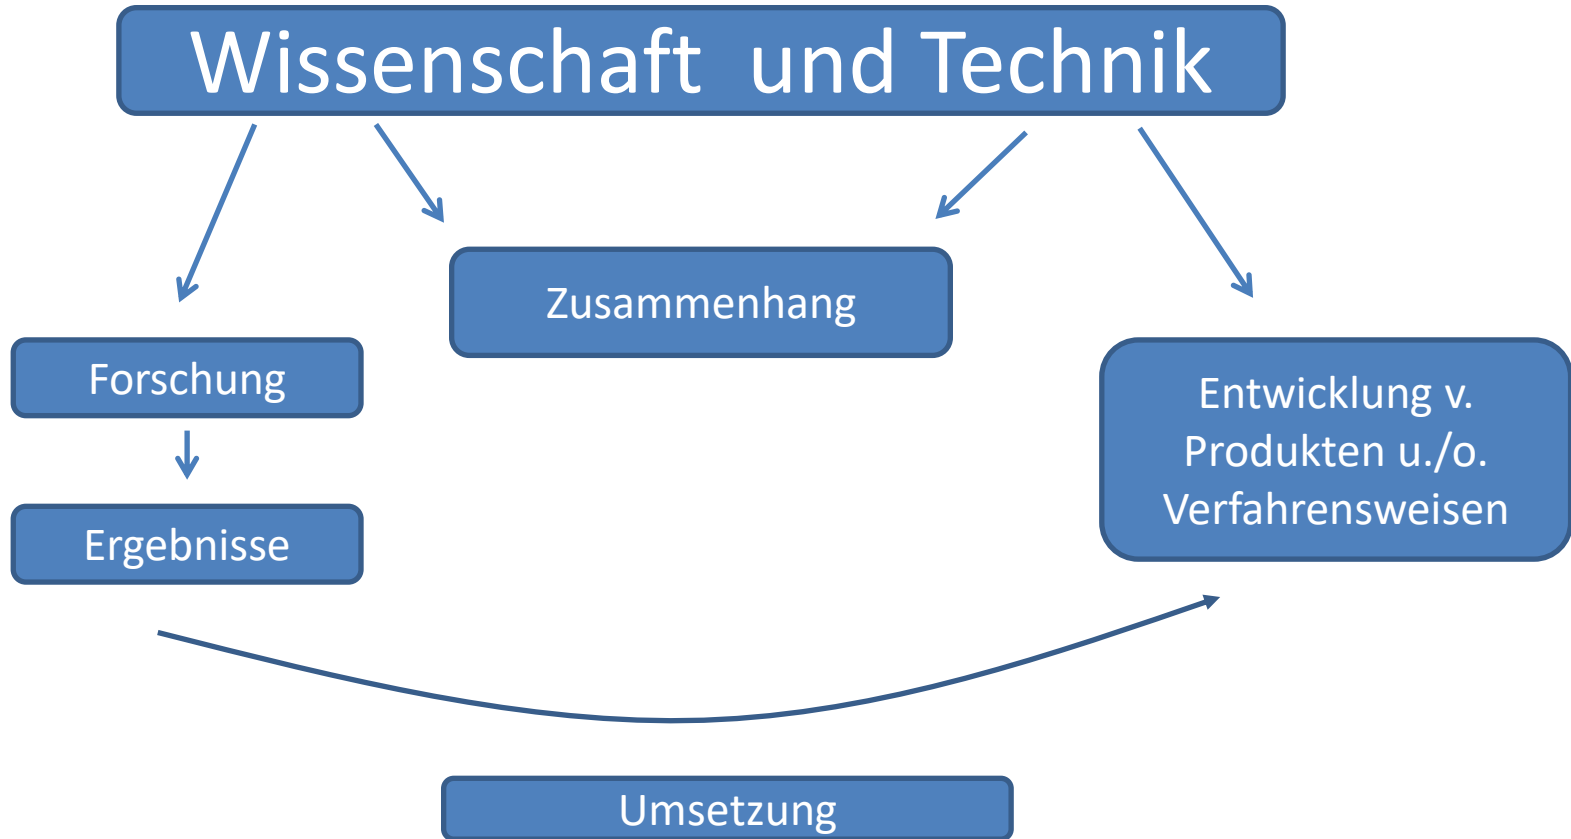 Wissenschaft und Technik
Zusammenhang
Forschung
Ergebnisse
Entwicklung v.
Produkten u./o.
Verfahrensweisen
Umsetzung